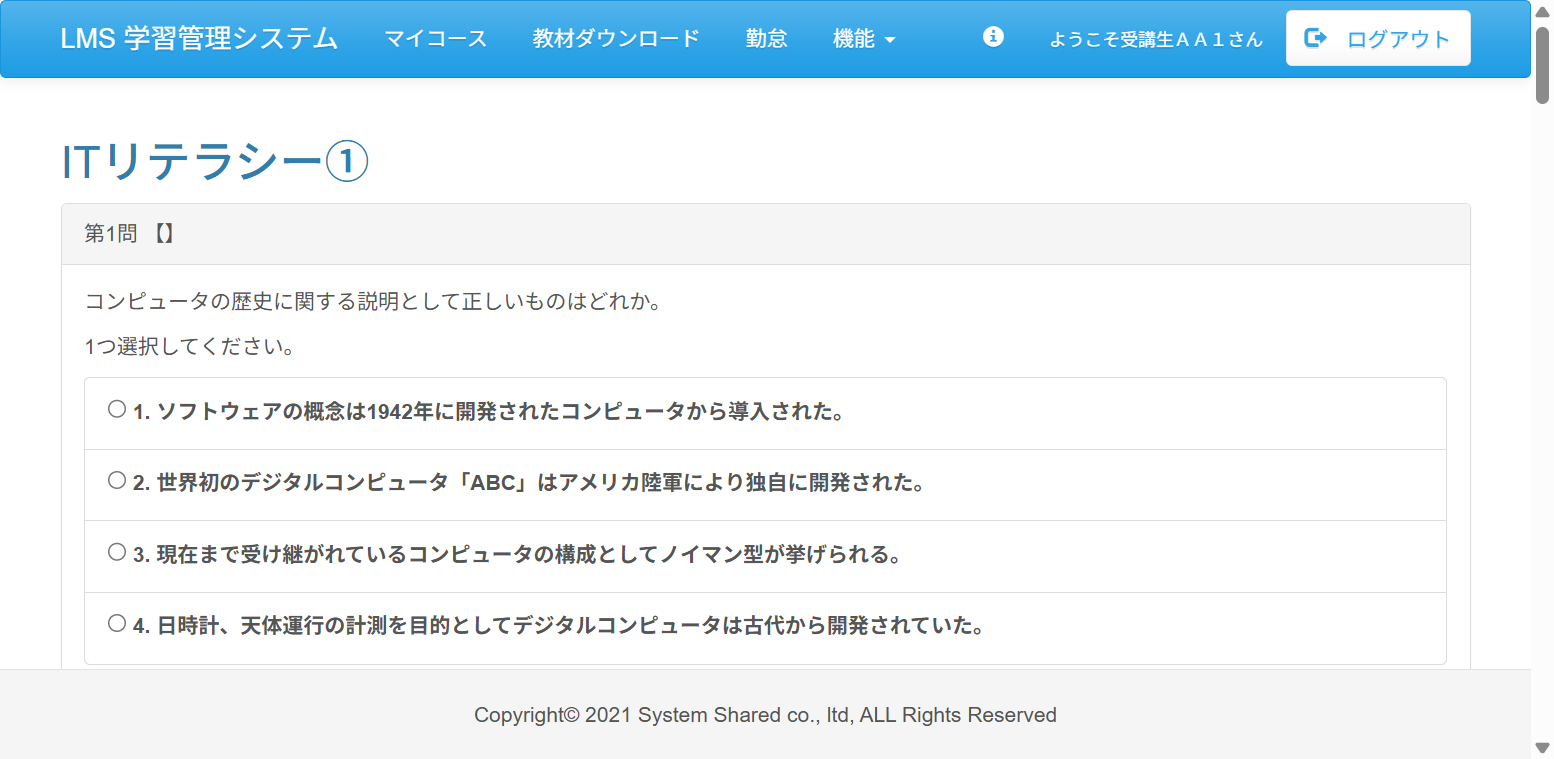 LMS 学習管理システム マイコース 教材ダウンロード 勤怠 機能 ようこそ受講生ＡＡ１さん ログアウト
ITリテラシー①
第1問 【】
コンピュータの歴史に関する説明として正しいものはどれか。
1つ選択してください。
1. ソフトウェアの概念は1942年に開発されたコンピュータから導入された。
2. 世界初のデジタルコンピュータ「ABC」はアメリカ陸軍により独自に開発された。
3. 現在まで受け継がれているコンピュータの構成としてノイマン型が挙げられる。
4. 日時計、天体運行の計測を目的としてデジタルコンピュータは古代から開発されていた。
Copyright© 2021 System Shared co., ltd, ALL Rights Reserved